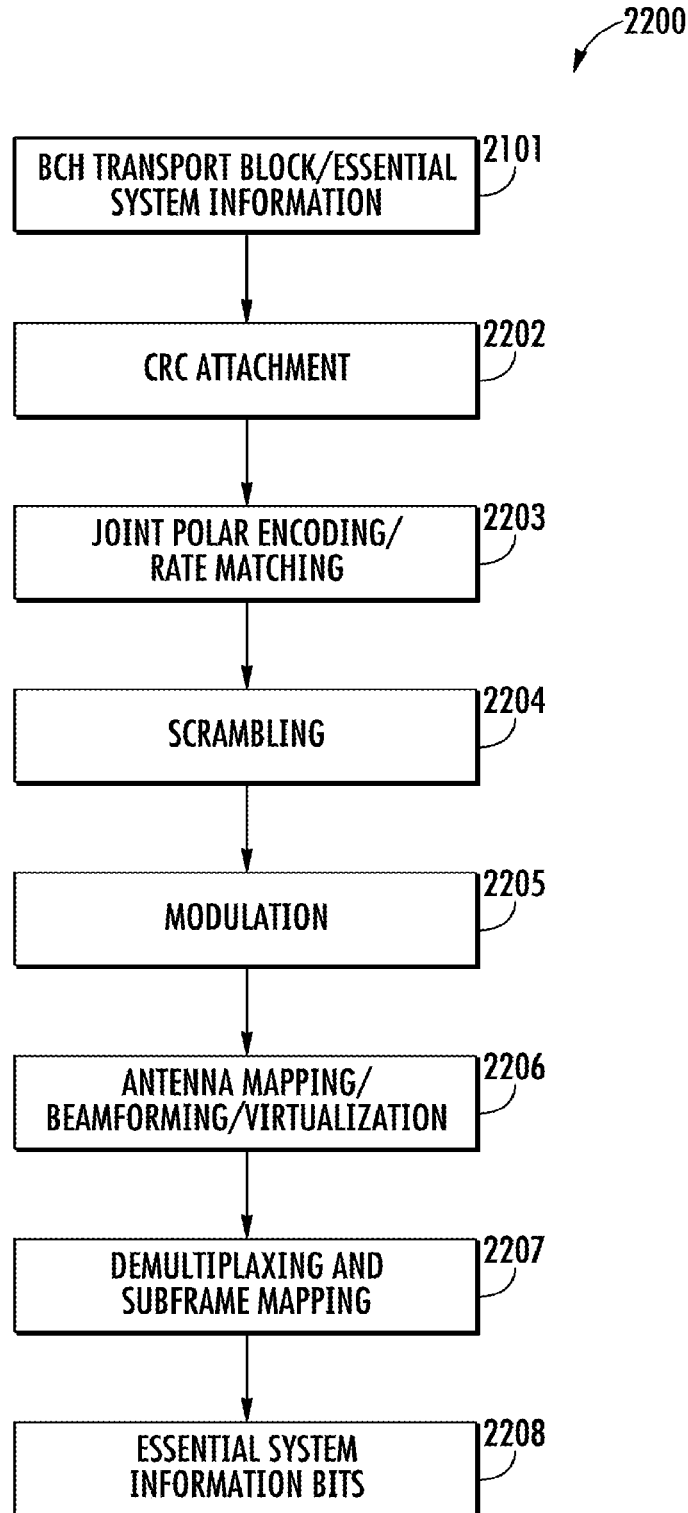 2200
BCH TRANSPORT BLOCK/ESSENTIAL
SYSTEM INFORMATION
2101
CRC ATTACHMENT
2202
JOINT POLAR ENCODING/
RATE MATCHING
2203
SCRAMBLING
2204
MODULATION
2205
ANTENNA MAPPING/
BEAMFORMING/VIRTUALIZATION
2206
DEMULTIPLAXING AND
SUBFRAME MAPPING
2207
ESSENTIAL SYSTEM
INFORMATION BITS
2208